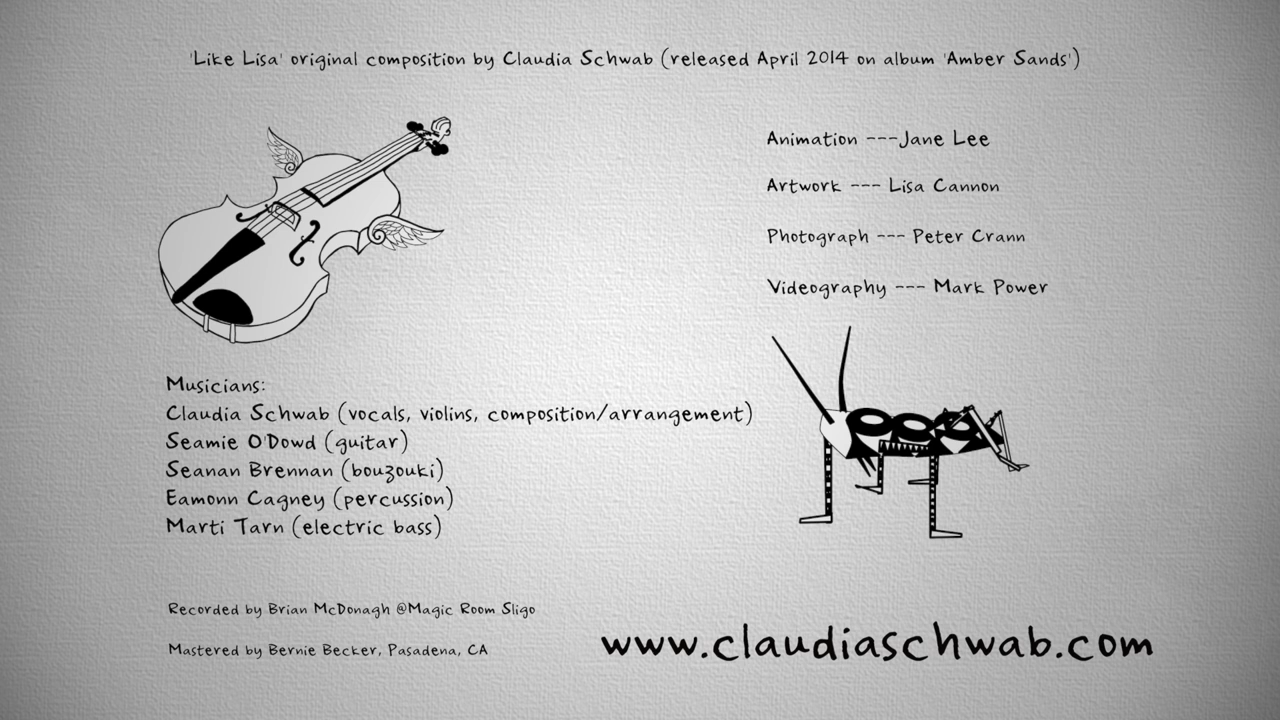 'Like Lisa' original composition by Claudia Schwab (released April 2014 on album 'Amber Sands')
Animation ---Jane Lee
Artwork --- Lisa Cannon
Photograph --- Peter Crann
Videography --- Mark Power
Musicians:
Claudia Schwab (vocals, violins, composition/arrangement)
Seamie O'Dowd (guitar)
Seanan Brennan (bouzouki)
Eamonn Cagney (percussion)
Marti Tarn (electric bass)
Recorded by Brian McDonagh @Magic Room Sligo
Mastered by Bernie Becker, Pasadena, CA
www.claudiaschwab.com